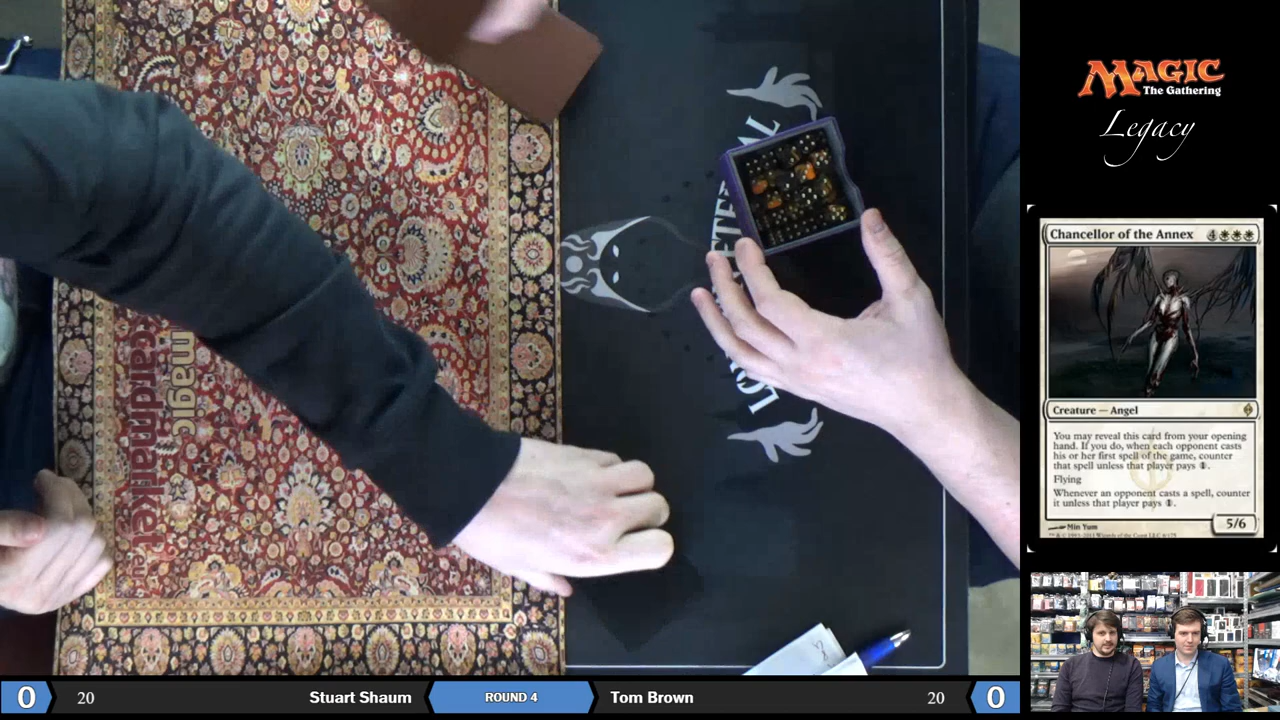 magic
cardmarket
MAGIC
The Gathering
Legacy
Chancellor of the Annex 4
Creature — Angel
You may reveal this card from your opening
hand. If you do, when each opponent casts
his or her first spell of the game, counter
that spell unless that player pays 1.
Flying
Whenever an opponent casts a spell, counter
it unless that player pays 1.
Min Yum
5/6
0
20
Stuart Shaum
ROUND 4
Tom Brown
20
0